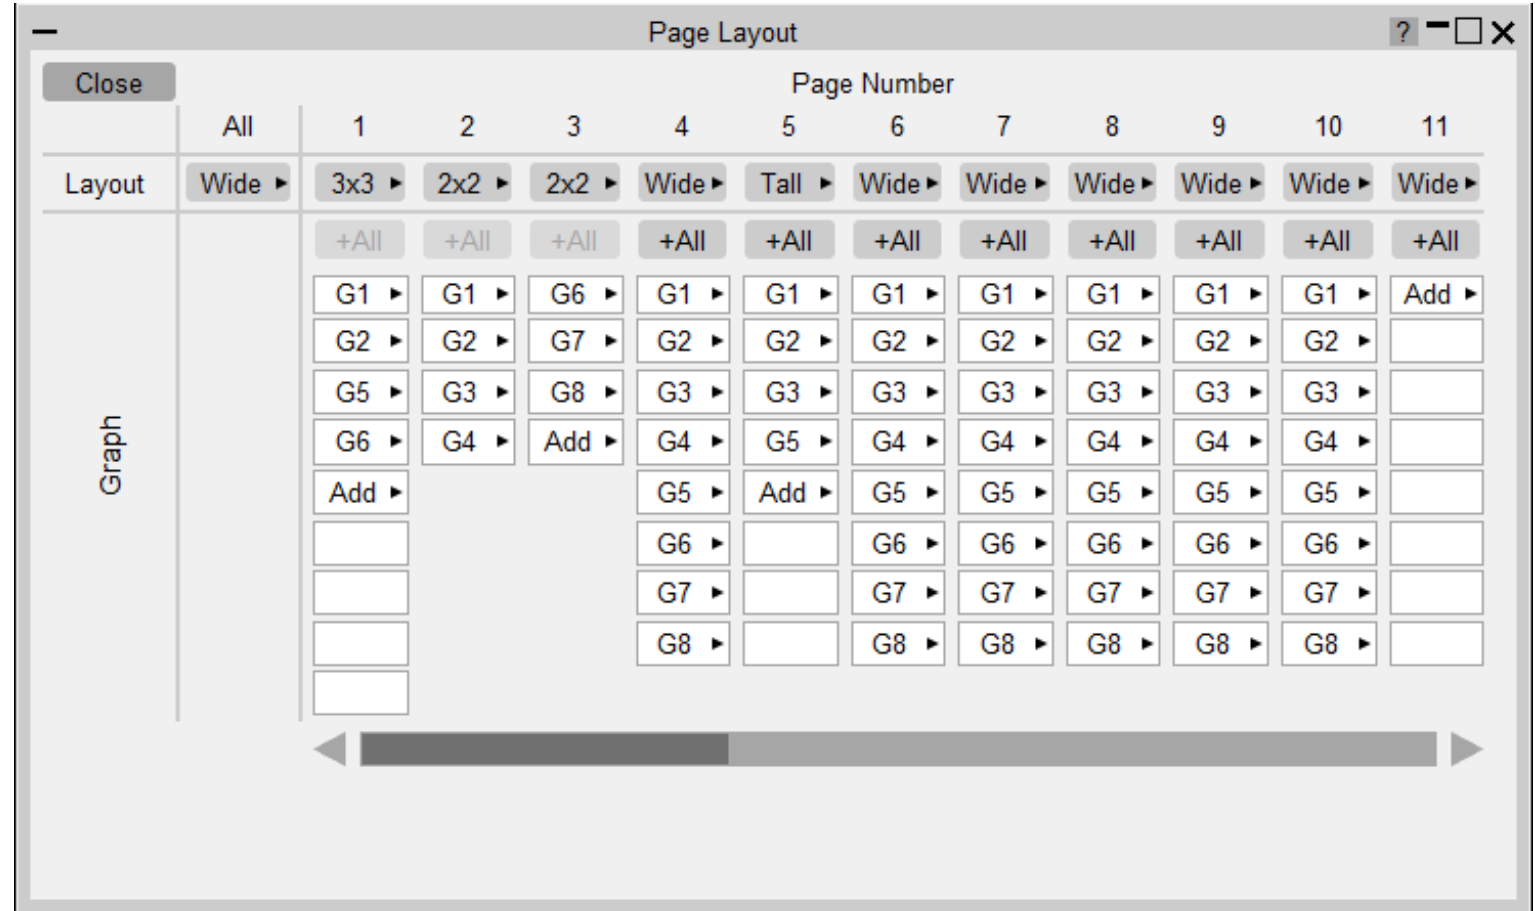 Page Layout ?
Close Page Number
All 1 2 3 4 5 6 7 8 9 10 11
Layout Wide 3x3 2x2 2x2 Wide Tall Wide Wide Wide Wide Wide Wide
+All +All +All +All +All +All +All +All +All +All +All
G1 G1 G6 G1 G1 G1 G1 G1 G1 G1 Add
G2 G2 G7 G2 G2 G2 G2 G2 G2 G2
G5 G3 G8 G3 G3 G3 G3 G3 G3 G3
Graph
G6 G4 Add G4 G5 G4 G4 G4 G4 G4
Add G5 Add G5 G5 G5 G5 G5
G6 G6 G6 G6 G6 G6
G7 G7 G7 G7 G7 G7
G8 G8 G8 G8 G8 G8